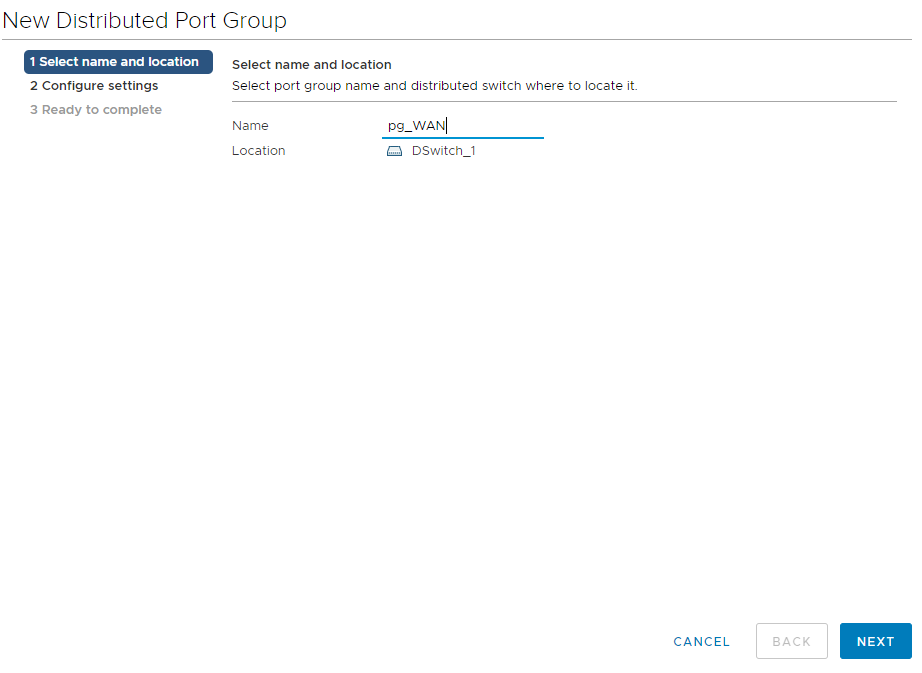 New Distributed Port Group
1 Select name and location
2 Configure settings
3 Ready to complete
Select name and location
Select port group name and distributed switch where to locate it.
Name pg_WAN
Location DSwitch_1
CANCEL BACK NEXT